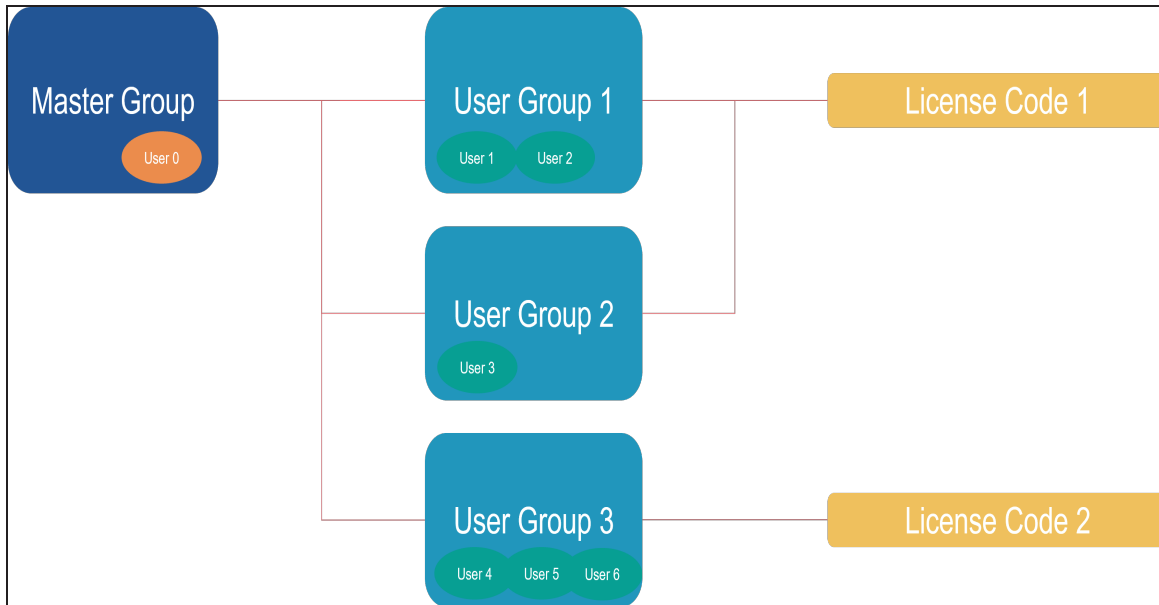 Master Group
User 0
User Group 1
User 1
User 2
License Code 1
User Group 2
User 3
User Group 3
User 4
User 5
User 6
License Code 2